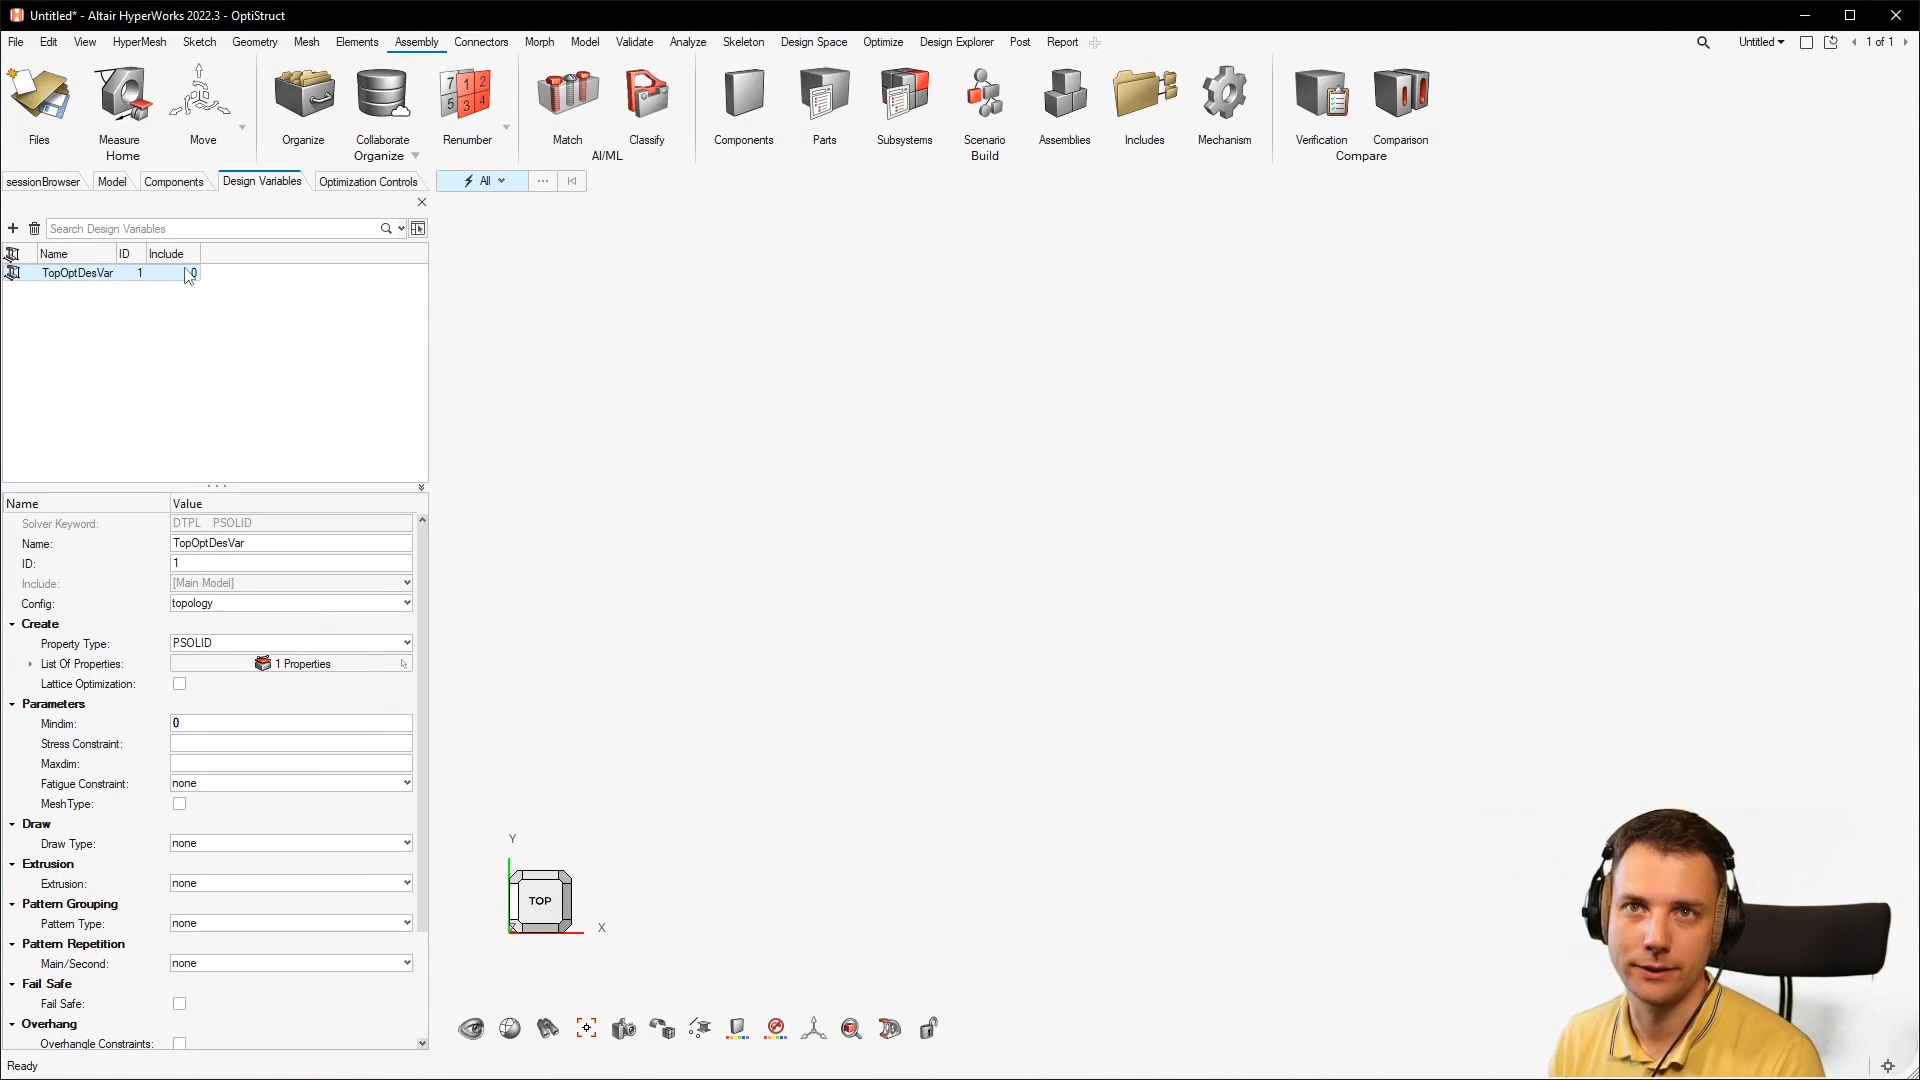 Untitled* - Altair HyperWorks 2022.3 - OptiStruct
File Edit View HyperMesh Sketch Geometry Mesh Elements Assembly Connectors Morph Model Validate Analyze Skeleton Design Space Optimize Design Explorer Post Report Untitled 1 of 1
7 1 2
5 3 4
Files Measure Move Organize Collaborate Renumber Match Classify Components Parts Subsystems Scenario Assemblies Includes Mechanism Verification Comparison
Home Organize AI/ML Build Compare
sessionBrowser Model Components Design Variables Optimization Controls All ...
Search Design Variables
Name ID Include
TopOptDesVar 1 0
Name Value
Solver Keyword: DTPL PSOLID
Name: TopOptDesVar
ID: 1
Include: [Main Model]
Config: topology
Create
Property Type: PSOLID
List Of Properties: 1 Properties
Lattice Optimization:
Parameters
Mindim: 0
Stress Constraint:
Maxdim:
Fatigue Constraint: none
MeshType:
Draw
Draw Type: none
Extrusion
Extrusion: none
Pattern Grouping
Pattern Type: none
Pattern Repetition
Main/Second: none
Fail Safe
Fail Safe:
Overhang
Overhangle Constraints:
Y
TOP
X
Ready